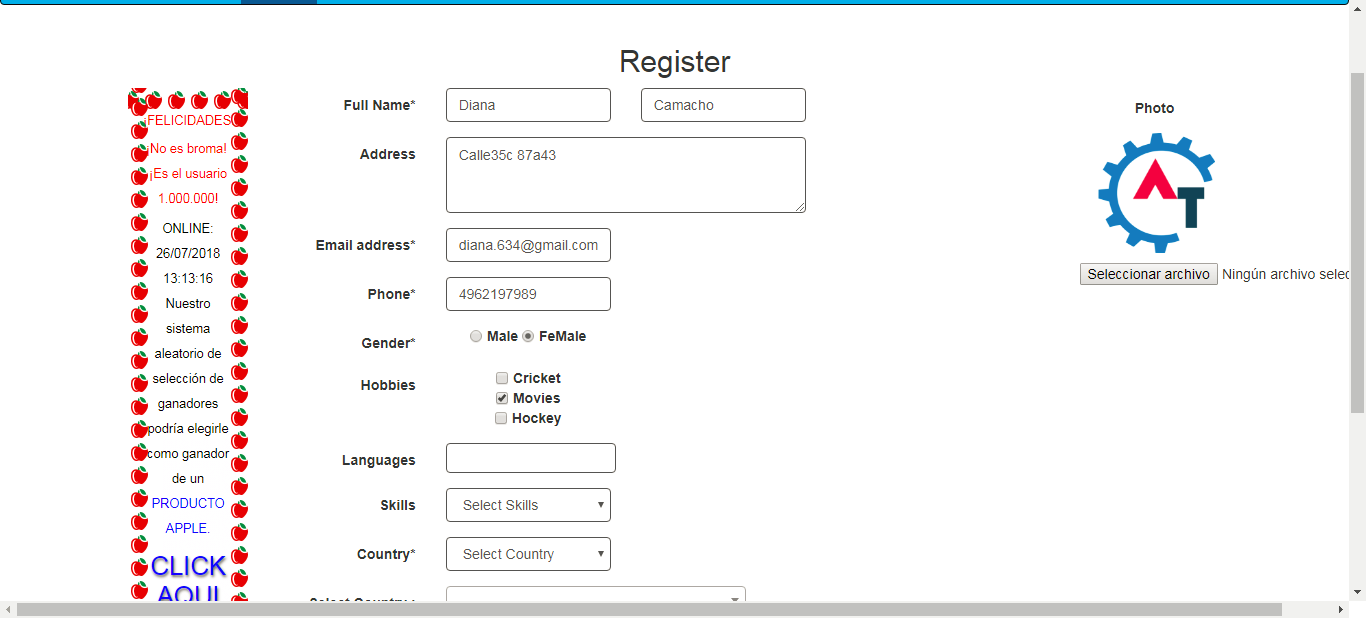 Register
¡FELICIDADES
¡No es broma!
¡Es el usuario
1.000.000!
ONLINE:
26/07/2018
13:13:16
Nuestro
sistema
aleatorio de
selección de
ganadores
podría elegirle
como ganador
de un
PRODUCTO
APPLE.
CLICK
AQUI
Full Name* Diana Camacho
Address Calle35c 87a43
Email address* diana.634@gmail.com
Phone* 4962197989
Gender* Male FeMale
Hobbies Cricket
Movies
Hockey
Languages
Skills Select Skills
Country* Select Country
Select Country :
Photo
AT
Seleccionar archivo Ningún archivo selec